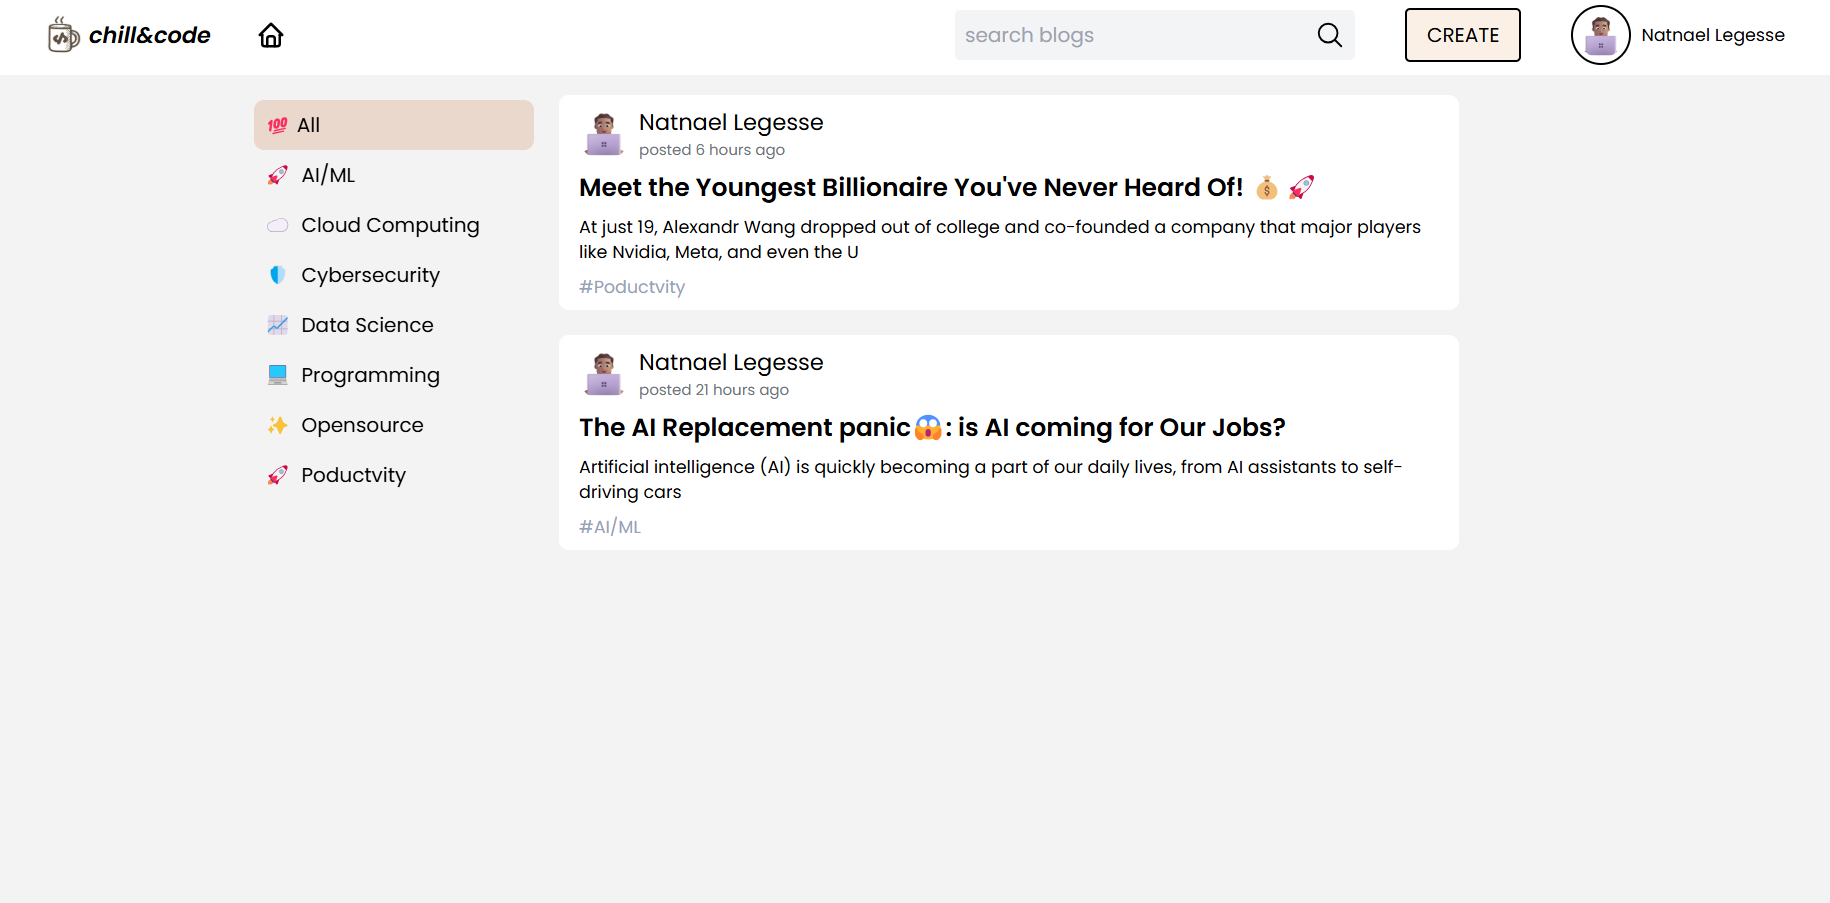 chill&code
search blogs
CREATE
Natnael Legesse
💯 All
🚀 AI/ML
☁️ Cloud Computing
🛡️ Cybersecurity
📈 Data Science
💻 Programming
✨ Opensource
🚀 Poductvity
Natnael Legesse
posted 6 hours ago
Meet the Youngest Billionaire You've Never Heard Of! 💰 🚀
At just 19, Alexandr Wang dropped out of college and co-founded a company that major players
like Nvidia, Meta, and even the U
#Poductvity
Natnael Legesse
posted 21 hours ago
The AI Replacement panic😱: is AI coming for Our Jobs?
Artificial intelligence (AI) is quickly becoming a part of our daily lives, from AI assistants to self-
driving cars
#AI/ML